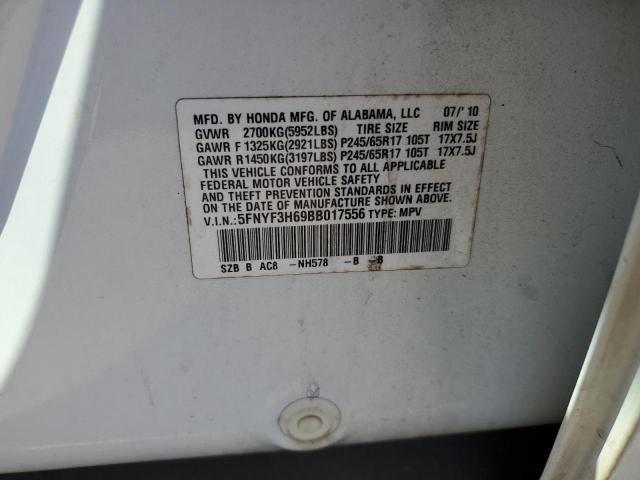 MFD. BY HONDA MFG. OF ALABAMA, LLC 07/'10
GVWR 2700KG(5952LBS) TIRE SIZE RIM SIZE
GAWR F 1325KG(2921LBS) P245/65R17 105T 17X7.5J
GAWR R 1450KG(3197LBS) P245/65R17 105T 17X7.5J
THIS VEHICLE CONFORMS TO ALL APPLICABLE
FEDERAL MOTOR VEHICLE SAFETY
AND THEFT PREVENTION STANDARDS IN EFFECT
ON THE DATE OF MANUFACTURE SHOWN ABOVE.
V.I.N.: 5FNYF3H69BB017556 TYPE: MPV
SZB B AC8 -NH578 -B B